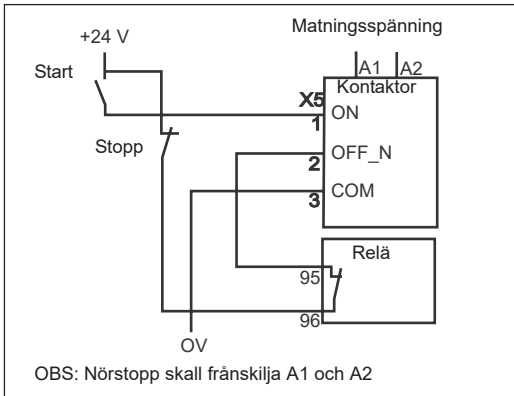 Matningsspänning
+24 V
Start
A1
A2
Kontaktor
X5
1
ON
Stopp
2
OFF_N
3
COM
Relä
95
96
OV
OBS: Nörstopp skall frånskilja A1 och A2